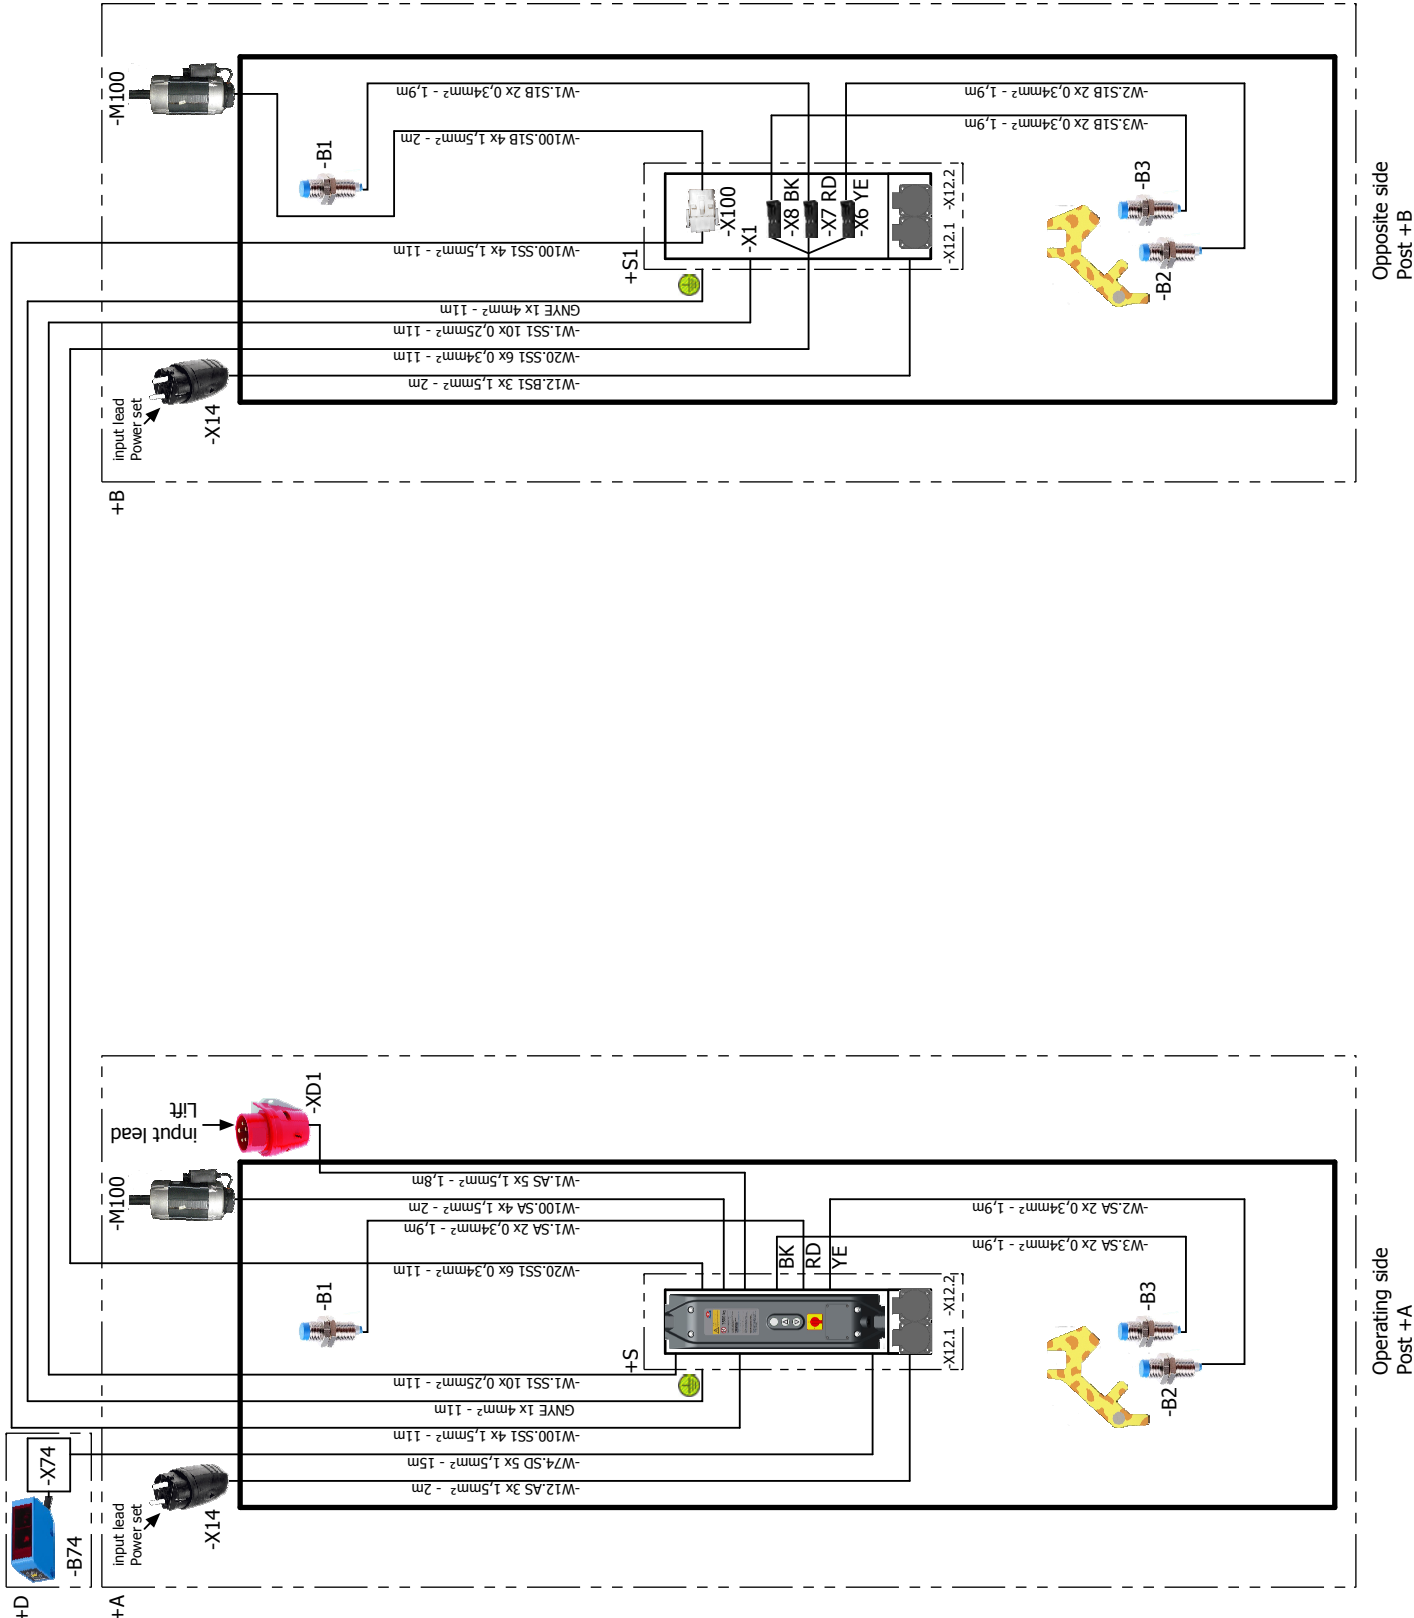 -M100
-W1.S1B 2x 0,34mm² - 1,9m
-W2.S1B 2x 0,34mm² - 1,9m
-W3.S1B 2x 0,34mm² - 1,9m
-W100.S1B 4x 1,5mm² - 2m
-B1
-B3
-B2
-X100
-X1
-X8 BK
-X7 RD
-X6 YE
-X12.1
-X12.2
+S1
-W100.SS1 4x 1,5mm² - 11m
GNYE 1x 4mm² - 11m
-W1.SS1 10x 0,25mm² - 11m
-W20.SS1 6x 0,34mm² - 11m
-W12.BS1 3x 1,5mm² - 2m
input lead
Power set
-X14
+B
Opposite side
Post +B
input lead
Lift
-XD1
-M100
-W1.AS 5x 1,5mm² - 1,8m
-W100.SA 4x 1,5mm² - 2m
-W1.SA 2x 0,34mm² - 1,9m
-W20.SS1 6x 0,34mm² - 11m
-W2.SA 2x 0,34mm² - 1,9m
-W3.SA 2x 0,34mm² - 1,9m
BK
RD
YE
-B1
-B3
-B2
+S
-X12.1
-X12.2
-W1.SS1 10x 0,25mm² - 11m
GNYE 1x 4mm² - 11m
-W100.SS1 4x 1,5mm² - 11m
-W74.SD 5x 1,5mm² - 15m
-W12.AS 3x 1,5mm² - 2m
-X74
-B74
+D
input lead
Power set
-X14
+A
Operating side
Post +A